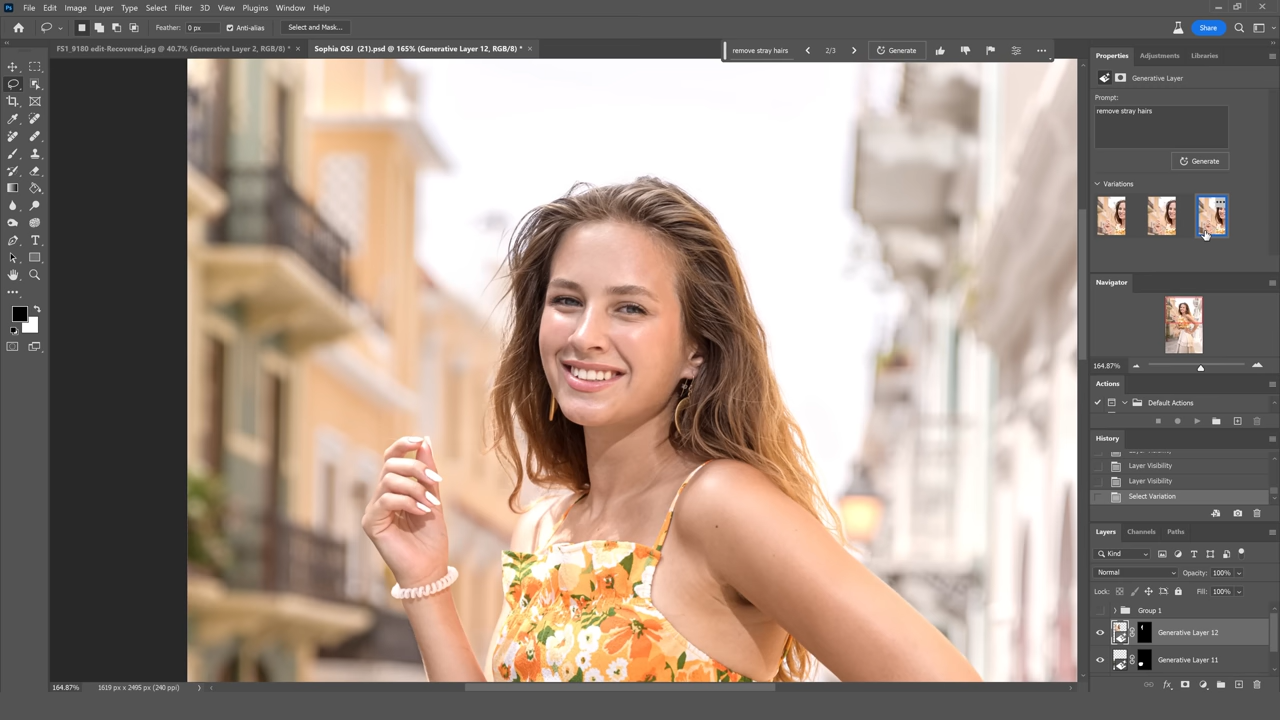 Ps File Edit Image Layer Type Select Filter 3D View Plugins Window Help
Feather: 0 px Anti-alias Select and Mask... Share
FS1_9180 edit-Recovered.jpg @ 40.7% (Generative Layer 2, RGB/8) * × Sophia OSJ (21).psd @ 165% (Generative Layer 12, RGB/8) * ×
remove stray hairs 2/3 Generate
Properties Adjustments Libraries
Generative Layer
Prompt:
remove stray hairs
Generate
Variations
Navigator
164.87%
Actions
Default Actions
History
Layer Visibility
Layer Visibility
Layer Visibility
Select Variation
Layers Channels Paths
Kind
Normal Opacity: 100%
Lock: Fill: 100%
Group 1
Generative Layer 12
Generative Layer 11
164.87% 1619 px x 2495 px (240 ppi)